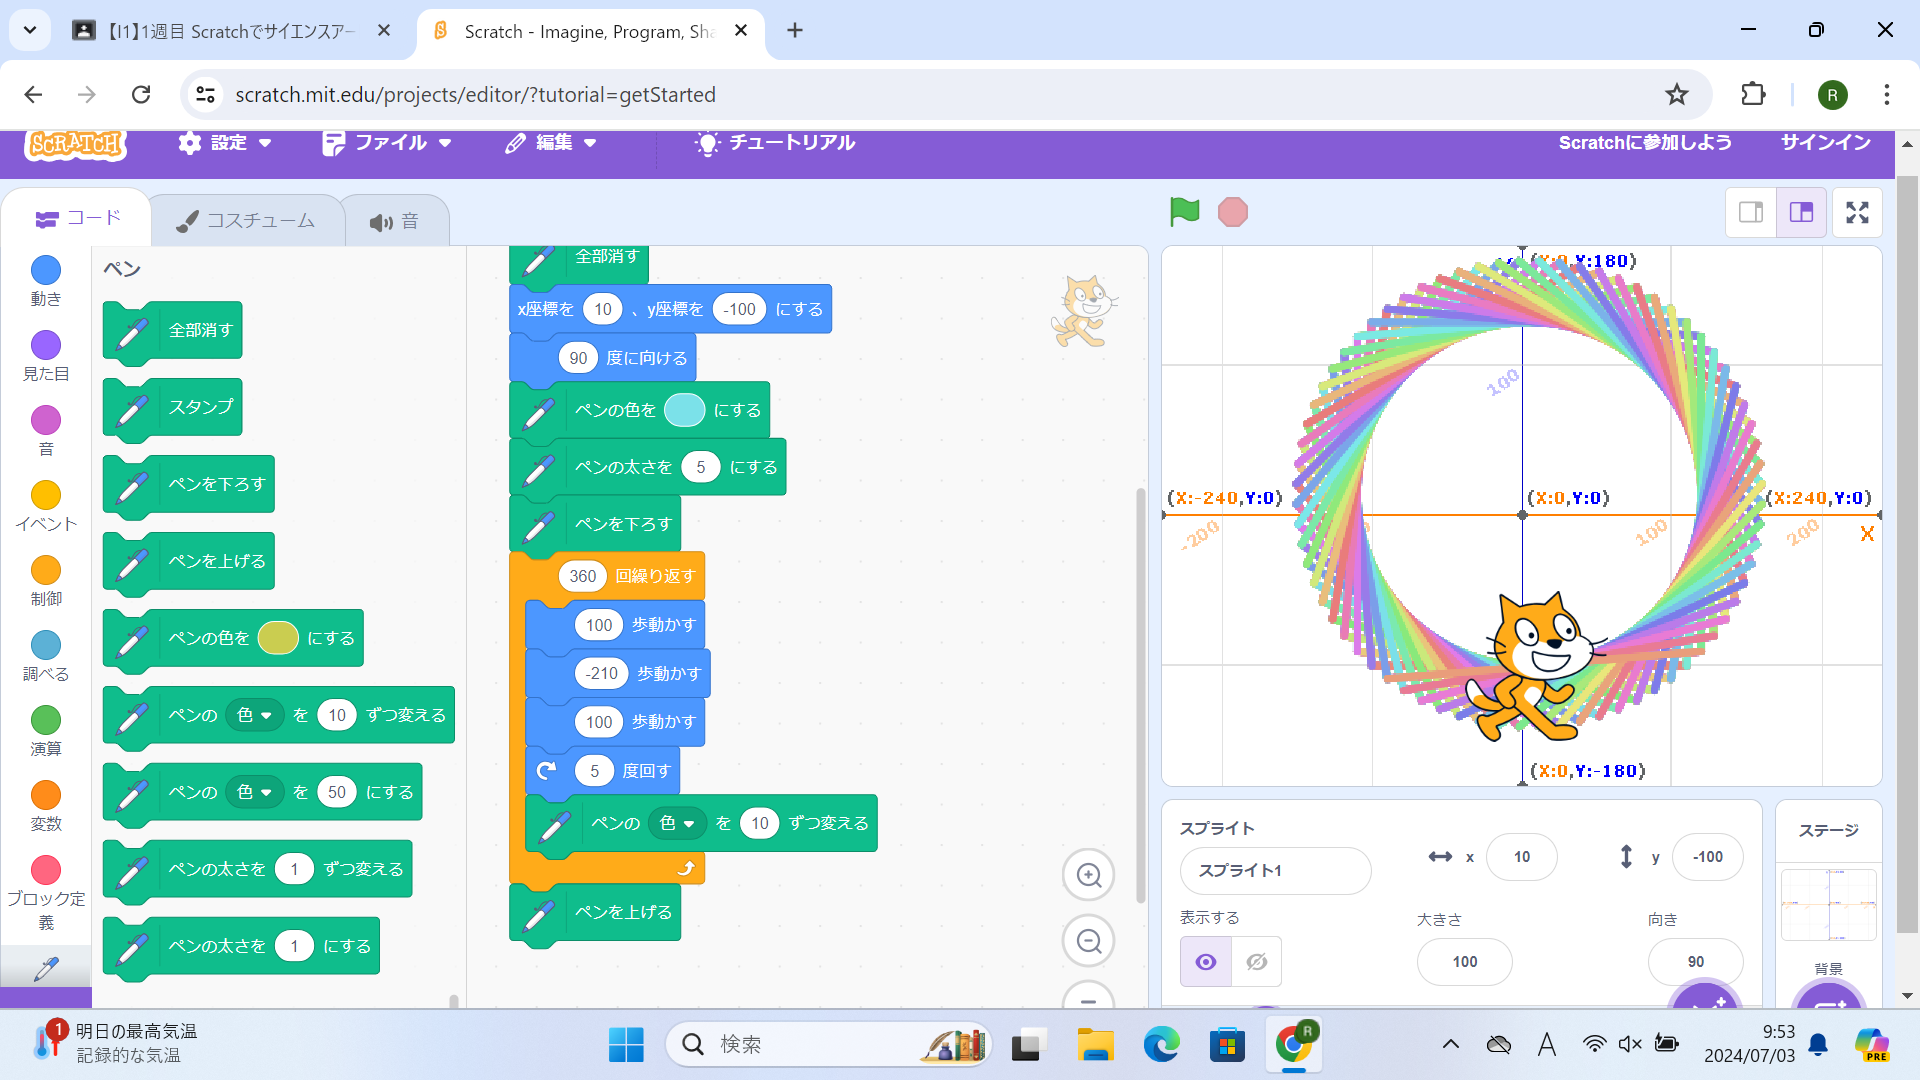 【I1】1週目 Scratchでサイエンスアー
Scratch - Imagine, Program, Sha
scratch.mit.edu/projects/editor/?tutorial=getStarted
R
SCRATCH
設定
ファイル
編集
チュートリアル
Scratchに参加しよう
サインイン
コード
コスチューム
音
動き
見た目
音
イベント
制御
調べる
演算
変数
ブロック定義
ペン
全部消す
スタンプ
ペンを下ろす
ペンを上げる
ペンの色を にする
ペンの 色 を 10 ずつ変える
ペンの 色 を 50 にする
ペンの太さを 1 ずつ変える
ペンの太さを 1 にする
全部消す
x座標を 10 、y座標を -100 にする
90 度に向ける
ペンの色を にする
ペンの太さを 5 にする
ペンを下ろす
360 回繰り返す
100 歩動かす
-210 歩動かす
100 歩動かす
5 度回す
ペンの 色 を 10 ずつ変える
ペンを上げる
(X:0,Y:180)
100
(X:-240,Y:0)
(X:0,Y:0)
(X:240,Y:0)
-200
100
200
X
(X:0,Y:-180)
スプライト
スプライト1
x 10
y -100
表示する
大きさ
100
向き
90
ステージ
背景
1
明日の最高気温
記録的な気温
検索
R
A
9:53
2024/07/03
PRE